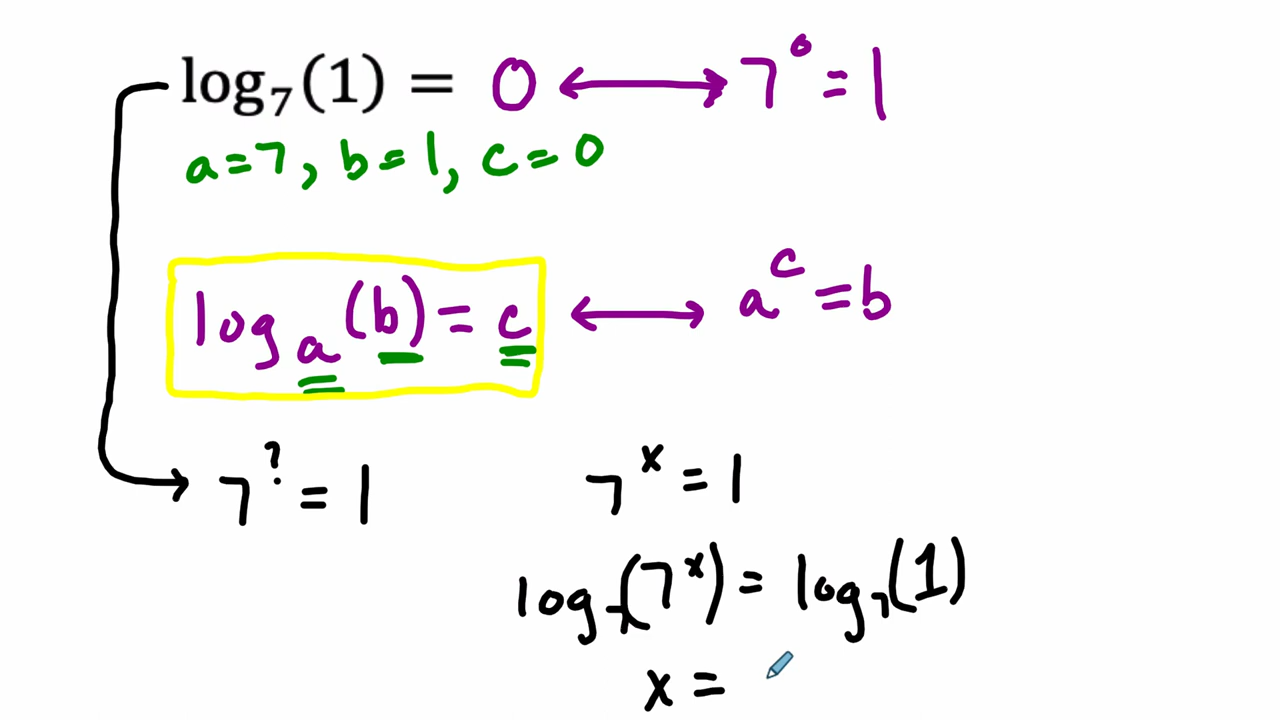 log₇(1) = 0 ⟷ 7⁰ = 1
a = 7, b = 1, c = 0
logₐ(b) = c ⟷ aᶜ = b
7^? = 1
7ˣ = 1
log₇(7ˣ) = log₇(1)
x =